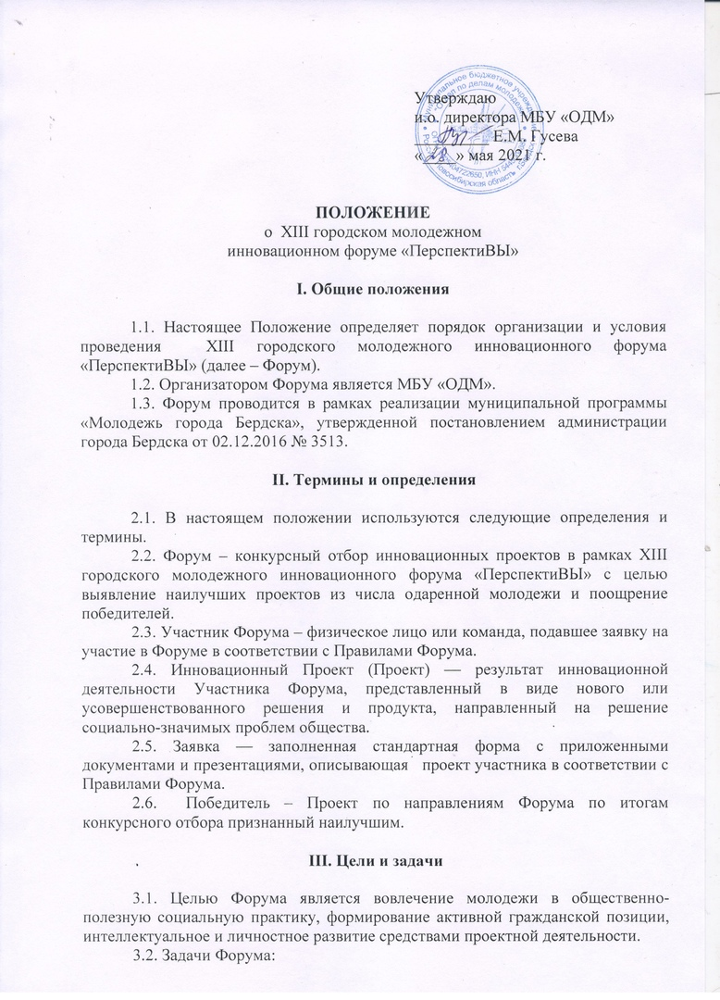 Утверждаю
и.о. директора МБУ «ОДМ»
Е.М. Гусева
«28» мая 2021 г.
ПОЛОЖЕНИЕ
о XIII городском молодежном
инновационном форуме «ПерспектиВЫ»
I. Общие положения
1.1. Настоящее Положение определяет порядок организации и условия
проведения XIII городского молодежного инновационного форума
«ПерспектиВЫ» (далее – Форум).
1.2. Организатором Форума является МБУ «ОДМ».
1.3. Форум проводится в рамках реализации муниципальной программы
«Молодежь города Бердска», утвержденной постановлением администрации
города Бердска от 02.12.2016 № 3513.
II. Термины и определения
2.1. В настоящем положении используются следующие определения и
термины.
2.2. Форум – конкурсный отбор инновационных проектов в рамках XIII
городского молодежного инновационного форума «ПерспектиВЫ» с целью
выявление наилучших проектов из числа одаренной молодежи и поощрение
победителей.
2.3. Участник Форума – физическое лицо или команда, подавшее заявку на
участие в Форуме в соответствии с Правилами Форума.
2.4. Инновационный Проект (Проект) — результат инновационной
деятельности Участника Форума, представленный в виде нового или
усовершенствованного решения и продукта, направленный на решение
социально-значимых проблем общества.
2.5. Заявка — заполненная стандартная форма с приложенными
документами и презентациями, описывающая проект участника в соответствии с
Правилами Форума.
2.6. Победитель – Проект по направлениям Форума по итогам
конкурсного отбора признанный наилучшим.
III. Цели и задачи
3.1. Целью Форума является вовлечение молодежи в общественно-
полезную социальную практику, формирование активной гражданской позиции,
интеллектуальное и личностное развитие средствами проектной деятельности.
3.2. Задачи Форума: